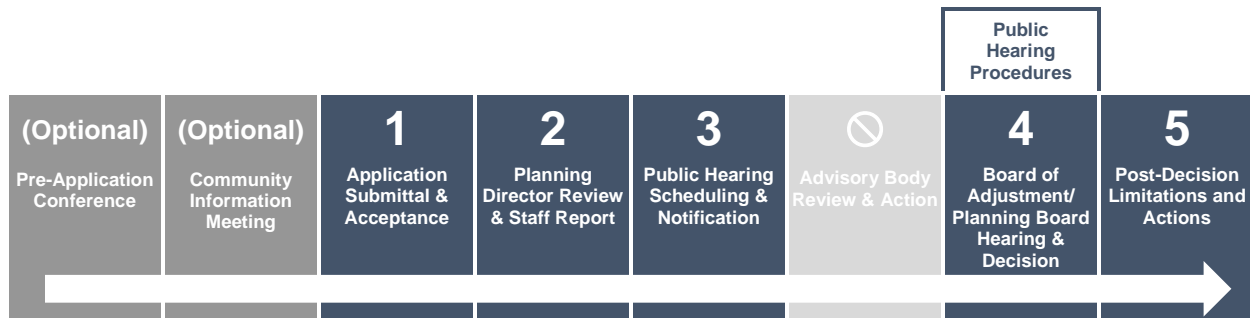 Public
Hearing
Procedures
(Optional)
Pre-Application
Conference
(Optional)
Community
Information
Meeting
1
Application
Submittal &
Acceptance
2
Planning
Director Review
& Staff Report
3
Public Hearing
Scheduling &
Notification
Advisory Body
Review & Action
4
Board of
Adjustment/
Planning Board
Hearing &
Decision
5
Post-Decision
Limitations and
Actions